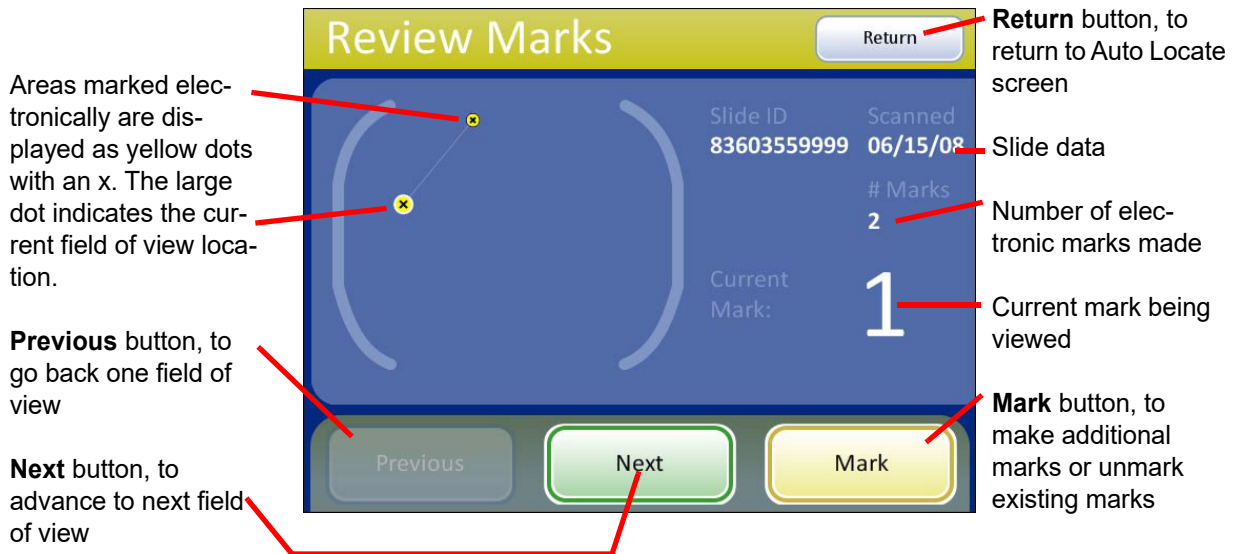 Review Marks
Return
Slide ID
Scanned
83603559999
06/15/08
# Marks
2
Current
Mark:
1
Previous
Next
Mark
Areas marked elec-
tronically are dis-
played as yellow dots
with an x. The large
dot indicates the cur-
rent field of view loca-
tion.
Previous button, to
go back one field of
view
Next button, to
advance to next field
of view
Return button, to
return to Auto Locate
screen
Slide data
Number of elec-
tronic marks made
Current mark being
viewed
Mark button, to
make additional
marks or unmark
existing marks